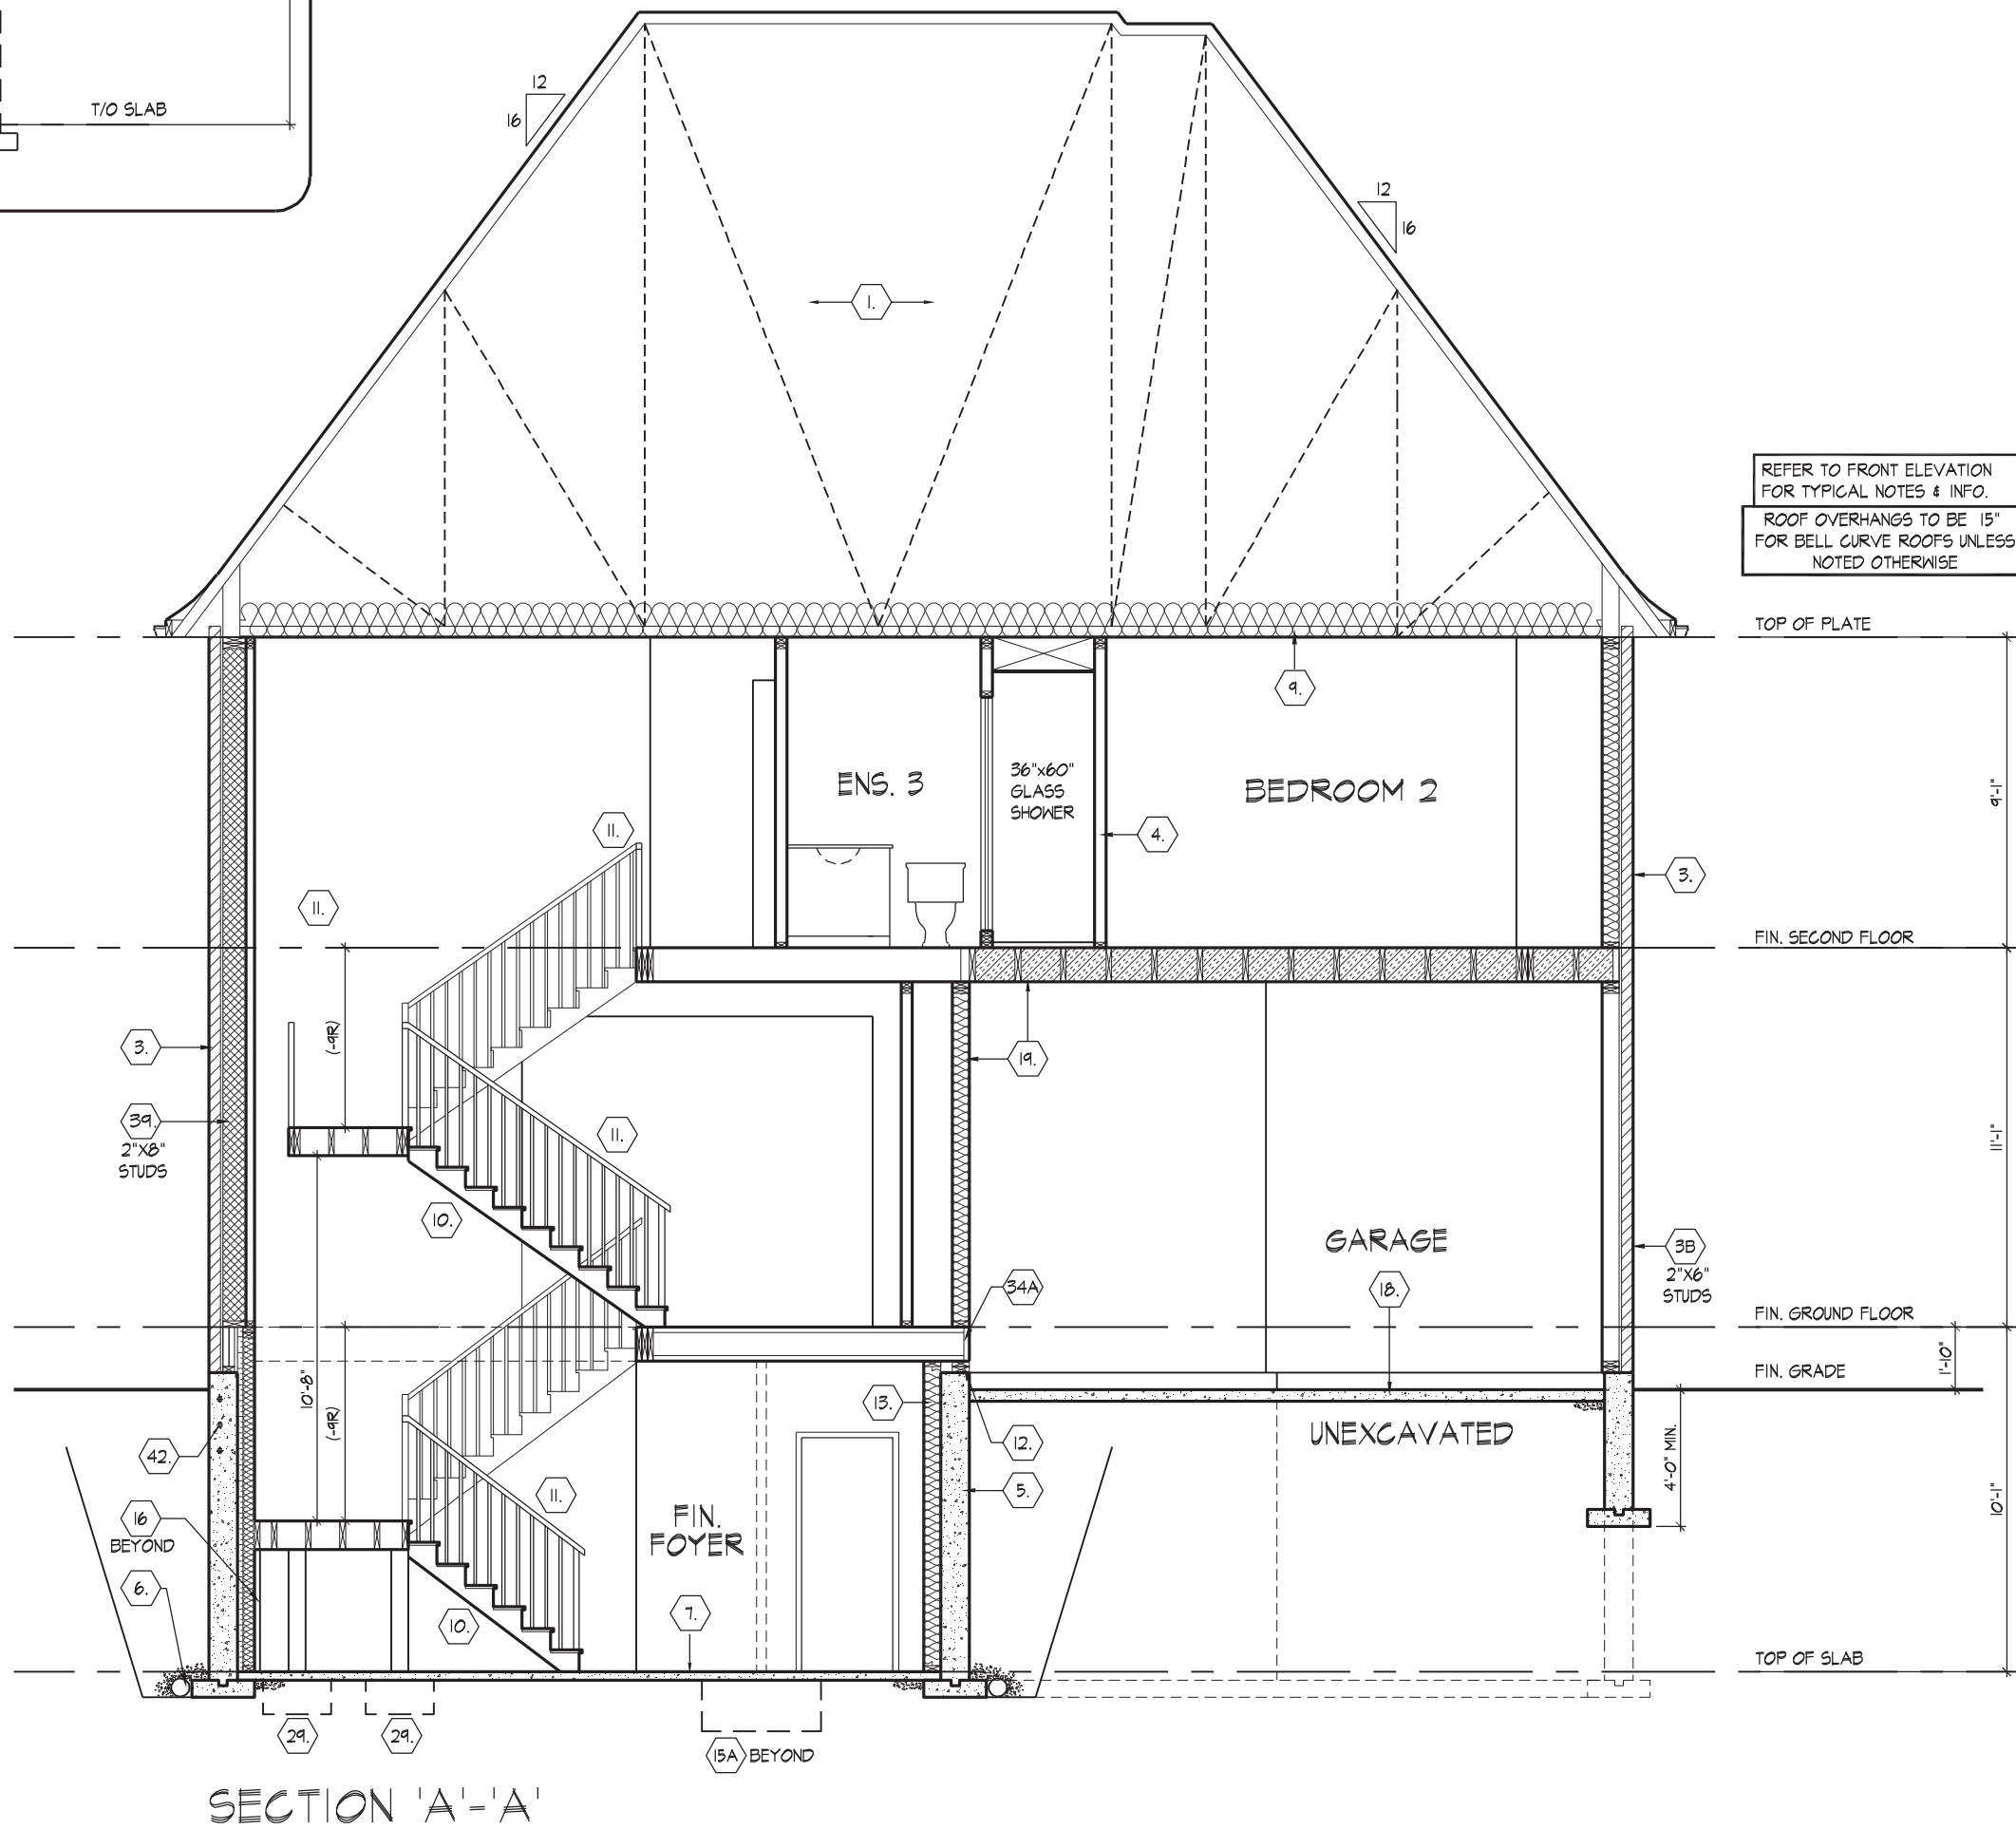 T/O SLAB
12
16
12
16
1.
REFER TO FRONT ELEVATION
FOR TYPICAL NOTES & INFO.
ROOF OVERHANGS TO BE 15"
FOR BELL CURVE ROOFS UNLESS
NOTED OTHERWISE
TOP OF PLATE
9.
ENS. 3
36"x60"
GLASS
SHOWER
BEDROOM 2
9'-1"
11.
4.
3.
11.
FIN. SECOND FLOOR
(-9R)
3.
19.
39.
2"X8"
STUDS
11.
11'-1"
10.
GARAGE
3B
2"X6"
STUDS
34A
18.
FIN. GROUND FLOOR
1'-10"
FIN. GRADE
10'-8"
(-9R)
13.
UNEXCAVATED
42.
12.
4'-0" MIN.
5.
11.
10'-1"
16
BEYOND
FIN.
FOYER
6.
7.
10.
TOP OF SLAB
29.
29.
15A BEYOND
SECTION 'A'-'A'